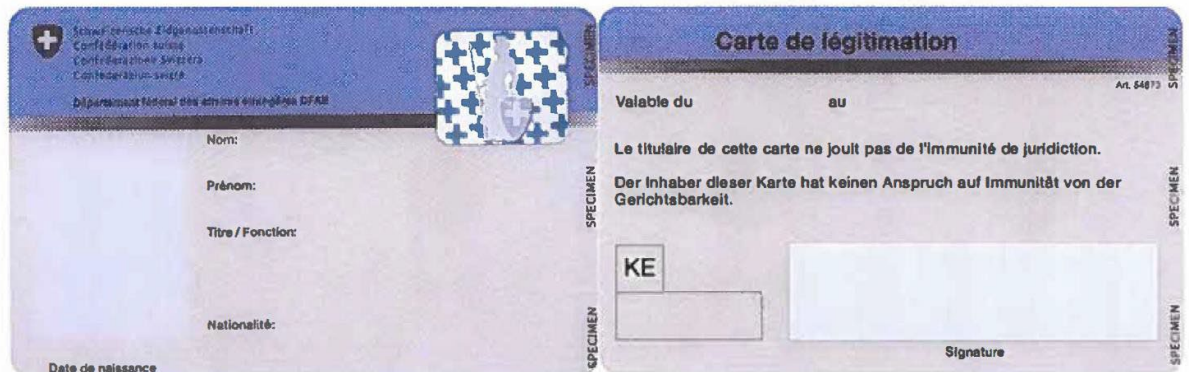 Schweizerische Eidgenossenschaft
Confédération suisse
Confederazione Svizzera
Confederaziun svizra
Département fédéral des affaires étrangères DFAE
Nom:
Prénom:
Titre / Fonction:
Nationalité:
Date de naissance
SPECIMEN
SPECIMEN
SPECIMEN
Carte de légitimation
Art. 54873
Valable du au
Le titulaire de cette carte ne jouit pas de l'immunité de juridiction.
Der Inhaber dieser Karte hat keinen Anspruch auf Immunität von der
Gerichtsbarkeit.
KE
Signature
SPECIMEN
SPECIMEN
SPECIMEN